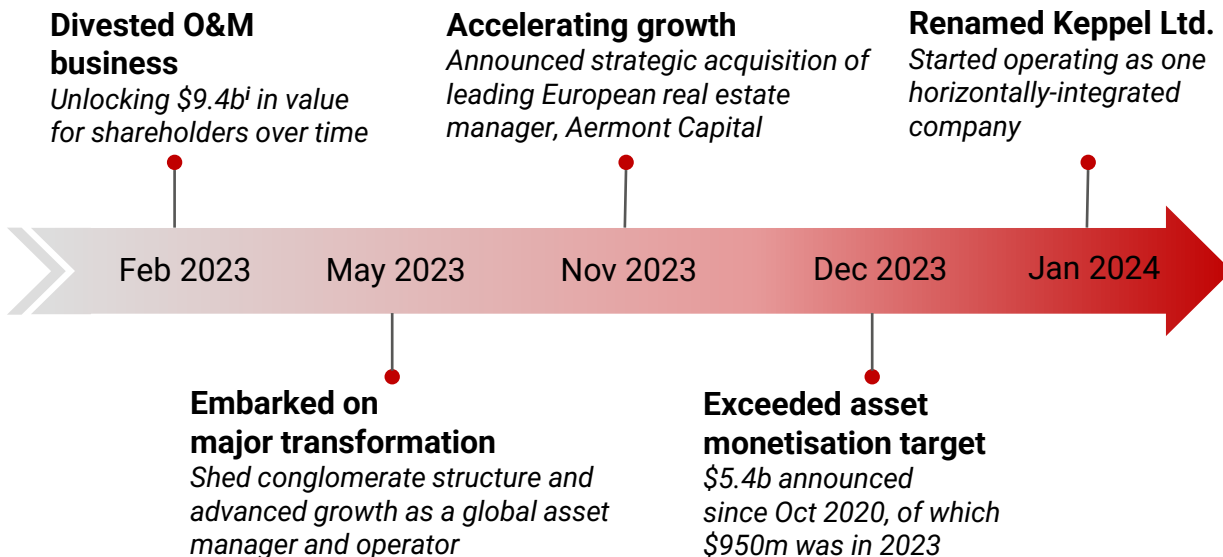 Divested O&M
business
Unlocking $9.4bⁱ in value
for shareholders over time
Accelerating growth
Announced strategic acquisition of
leading European real estate
manager, Aermont Capital
Renamed Keppel Ltd.
Started operating as one
horizontally-integrated
company
Feb 2023
May 2023
Nov 2023
Dec 2023
Jan 2024
Embarked on
major transformation
Shed conglomerate structure and
advanced growth as a global asset
manager and operator
Exceeded asset
monetisation target
$5.4b announced
since Oct 2020, of which
$950m was in 2023